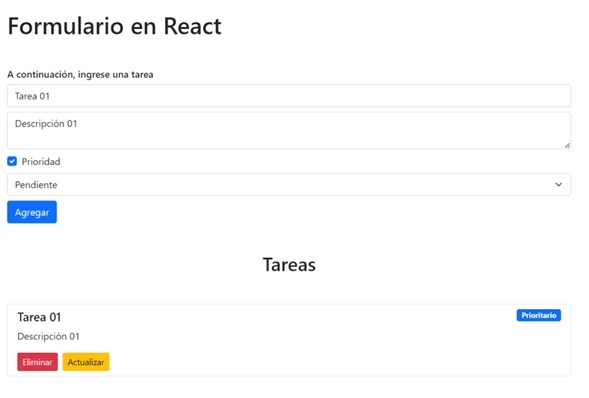 Formulario en React
A continuación, ingrese una tarea
Tarea 01
Descripción 01
Prioridad
Pendiente
Agregar
Tareas
Tarea 01 Prioritario
Descripción 01
Eliminar Actualizar